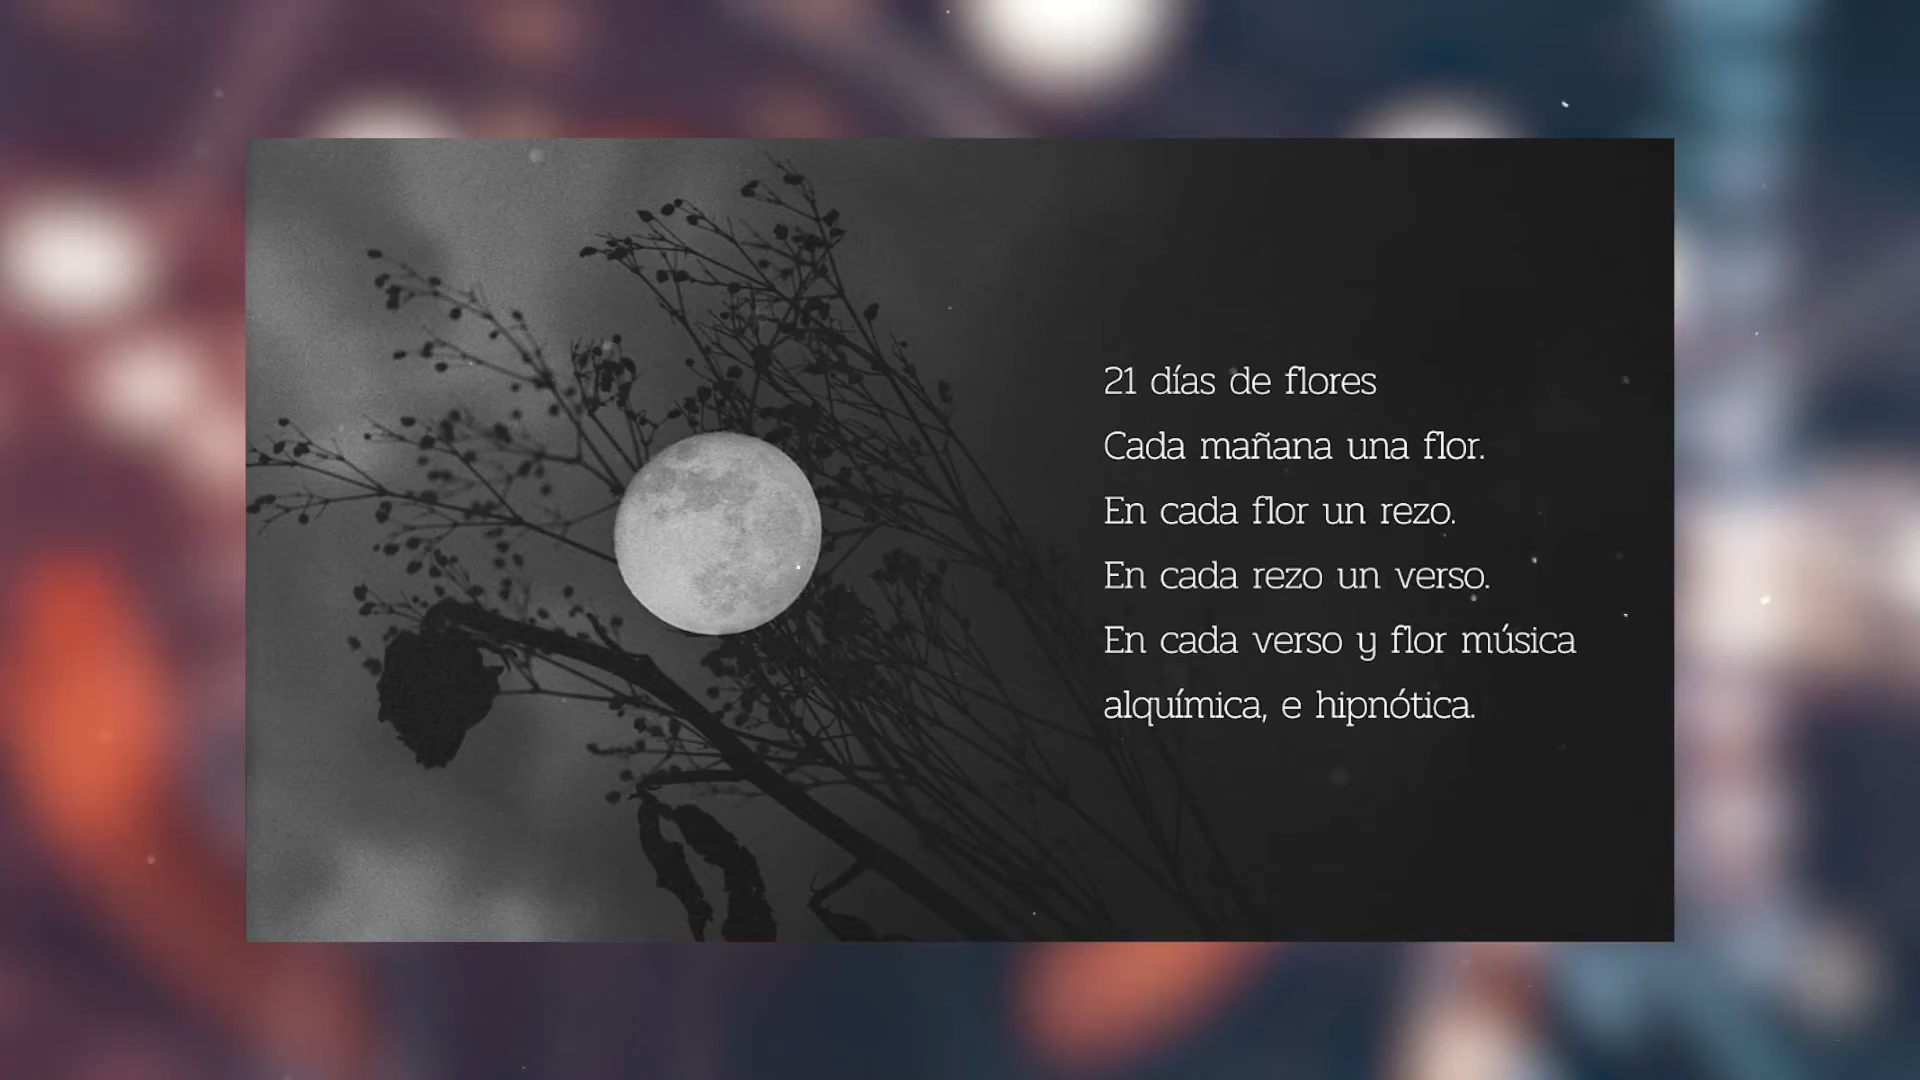 21 días de flores
Cada mañana una flor.
En cada flor un rezo.
En cada rezo un verso.
En cada verso y flor música
alquímica, e hipnótica.